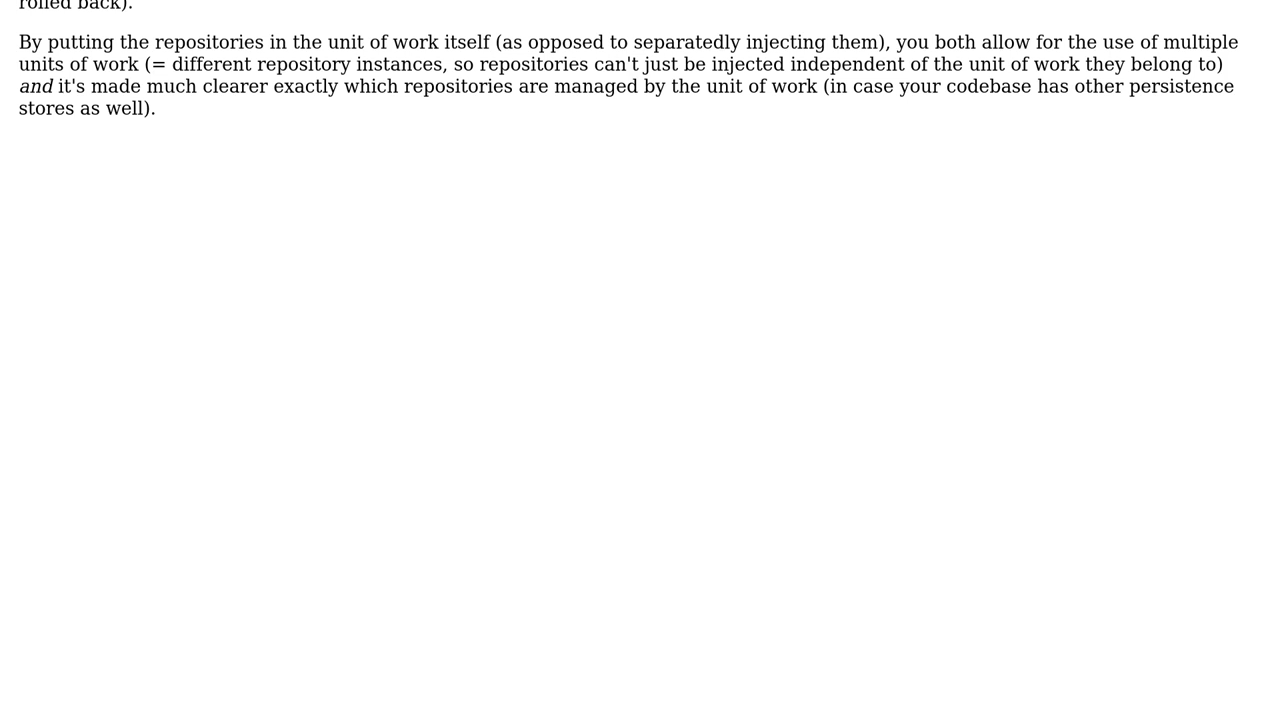 rolled back).
By putting the repositories in the unit of work itself (as opposed to separatedly injecting them), you both allow for the use of multiple
units of work (= different repository instances, so repositories can't just be injected independent of the unit of work they belong to)
and it's made much clearer exactly which repositories are managed by the unit of work (in case your codebase has other persistence
stores as well).